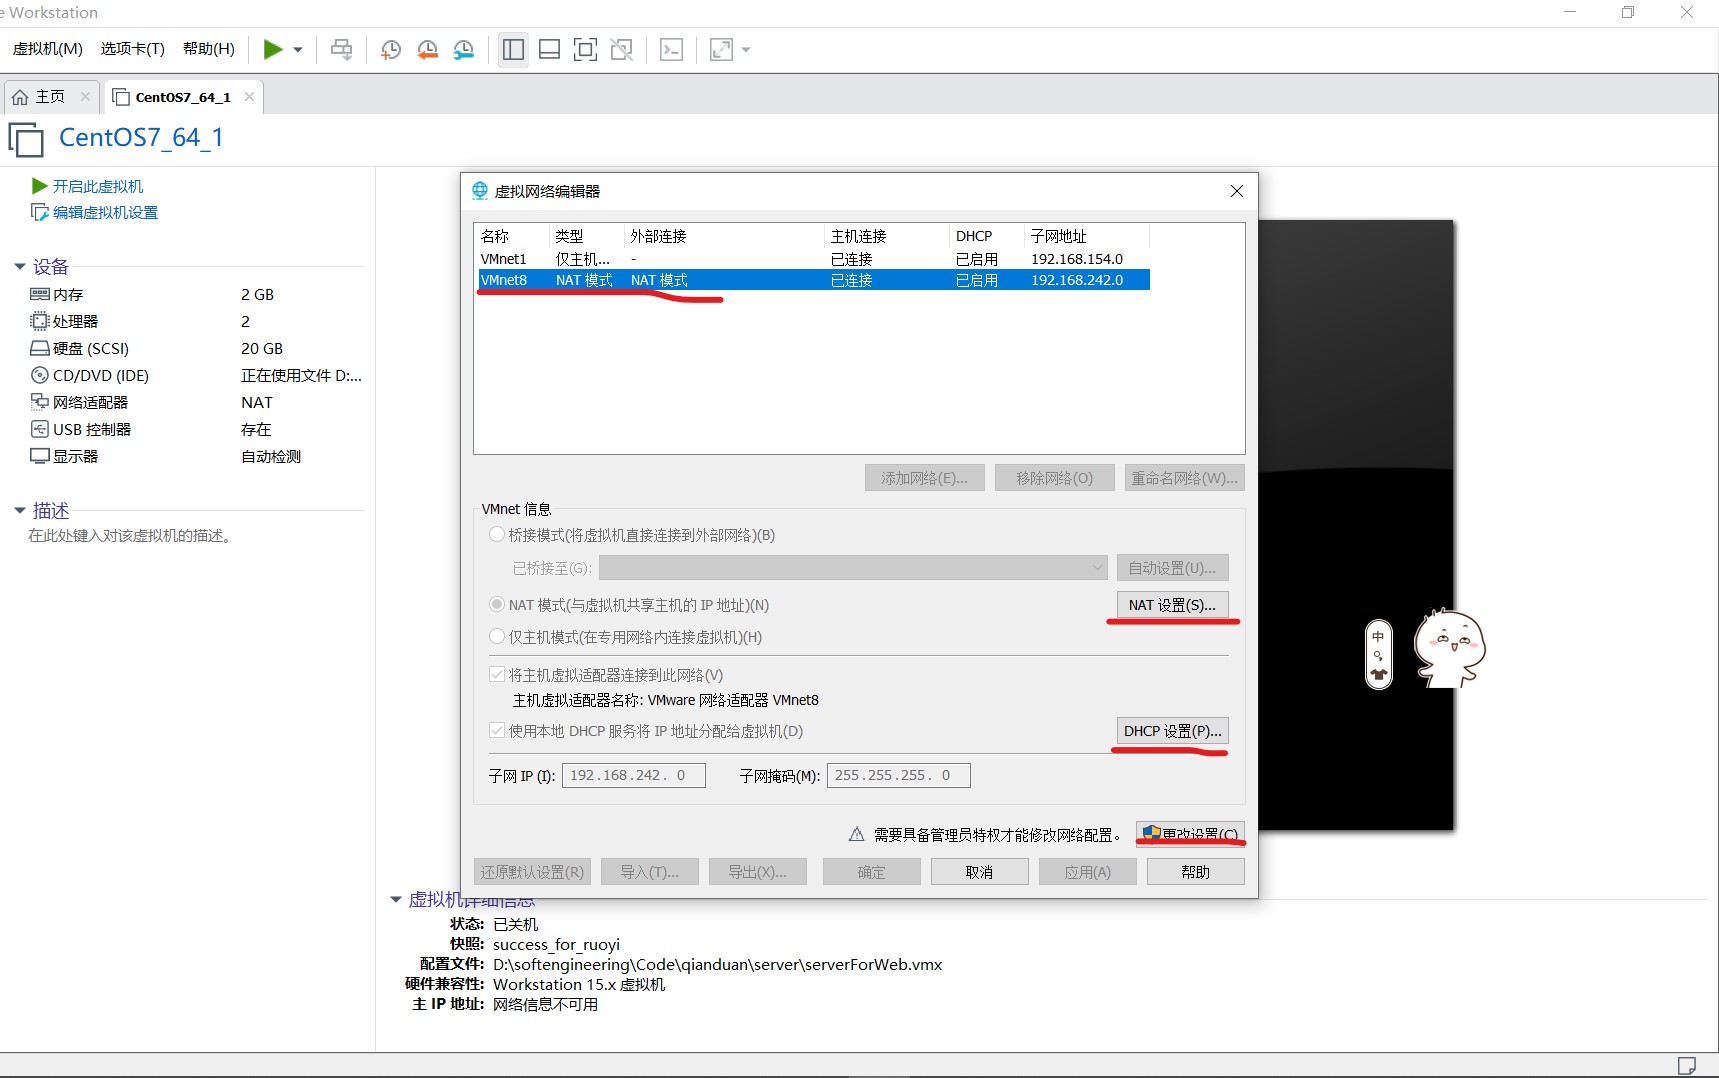 e Workstation
虚拟机(M) 选项卡(T) 帮助(H)
主页
CentOS7_64_1
CentOS7_64_1
开启此虚拟机
编辑虚拟机设置
设备
内存 2 GB
处理器 2
硬盘 (SCSI) 20 GB
CD/DVD (IDE) 正在使用文件 D:...
网络适配器 NAT
USB 控制器 存在
显示器 自动检测
描述
在此处键入对该虚拟机的描述。
虚拟网络编辑器
名称 类型 外部连接 主机连接 DHCP 子网地址
VMnet1 仅主机... - 已连接 已启用 192.168.154.0
VMnet8 NAT 模式 NAT 模式 已连接 已启用 192.168.242.0
添加网络(E)... 移除网络(O) 重命名网络(W)...
VMnet 信息
桥接模式(将虚拟机直接连接到外部网络)(B)
已桥接至(G): 自动设置(U)...
NAT 模式(与虚拟机共享主机的 IP 地址)(N) NAT 设置(S)...
仅主机模式(在专用网络内连接虚拟机)(H)
将主机虚拟适配器连接到此网络(V)
主机虚拟适配器名称: VMware 网络适配器 VMnet8
使用本地 DHCP 服务将 IP 地址分配给虚拟机(D) DHCP 设置(P)...
子网 IP (I): 192.168.242. 0 子网掩码(M): 255.255.255. 0
需要具备管理员特权才能修改网络配置。 更改设置(C)
还原默认设置(R) 导入(T)... 导出(X)... 确定 取消 应用(A) 帮助
中
虚拟机详细信息
状态: 已关机
快照: success_for_ruoyi
配置文件: D:\softengineering\Code\qianduan\server\serverForWeb.vmx
硬件兼容性: Workstation 15.x 虚拟机
主 IP 地址: 网络信息不可用